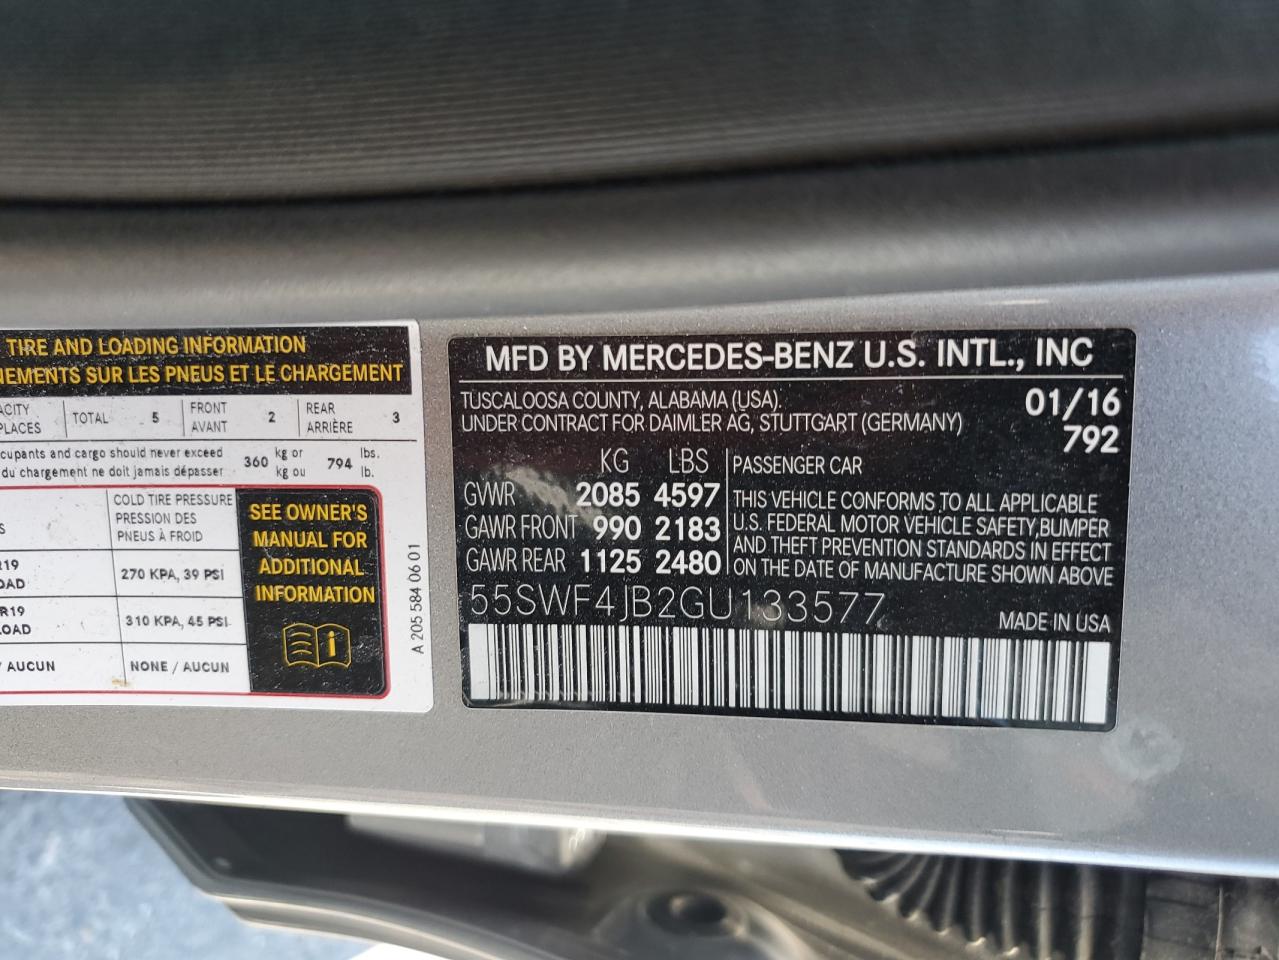 TIRE AND LOADING INFORMATION
NEMENTS SUR LES PNEUS ET LE CHARGEMENT
ACITY PLACES TOTAL 5 FRONT AVANT 2 REAR ARRIÈRE 3
cupants and cargo should never exceed
du chargement ne doit jamais dépasser
360 kg or kg ou 794 lbs. lb.
COLD TIRE PRESSURE
PRESSION DES
PNEUS À FROID
S
R19
OAD
270 KPA, 39 PSI
R19
LOAD
310 KPA, 45 PSI
/ AUCUN
NONE / AUCUN
SEE OWNER'S
MANUAL FOR
ADDITIONAL
INFORMATION
i
A 205 584 06 01
MFD BY MERCEDES-BENZ U.S. INTL., INC
TUSCALOOSA COUNTY, ALABAMA (USA). 01/16
UNDER CONTRACT FOR DAIMLER AG, STUTTGART (GERMANY) 792
KG LBS
GVWR 2085 4597
GAWR FRONT 990 2183
GAWR REAR 1125 2480
PASSENGER CAR
THIS VEHICLE CONFORMS TO ALL APPLICABLE
U.S. FEDERAL MOTOR VEHICLE SAFETY,BUMPER
AND THEFT PREVENTION STANDARDS IN EFFECT
ON THE DATE OF MANUFACTURE SHOWN ABOVE
55SWF4JB2GU133577
MADE IN USA